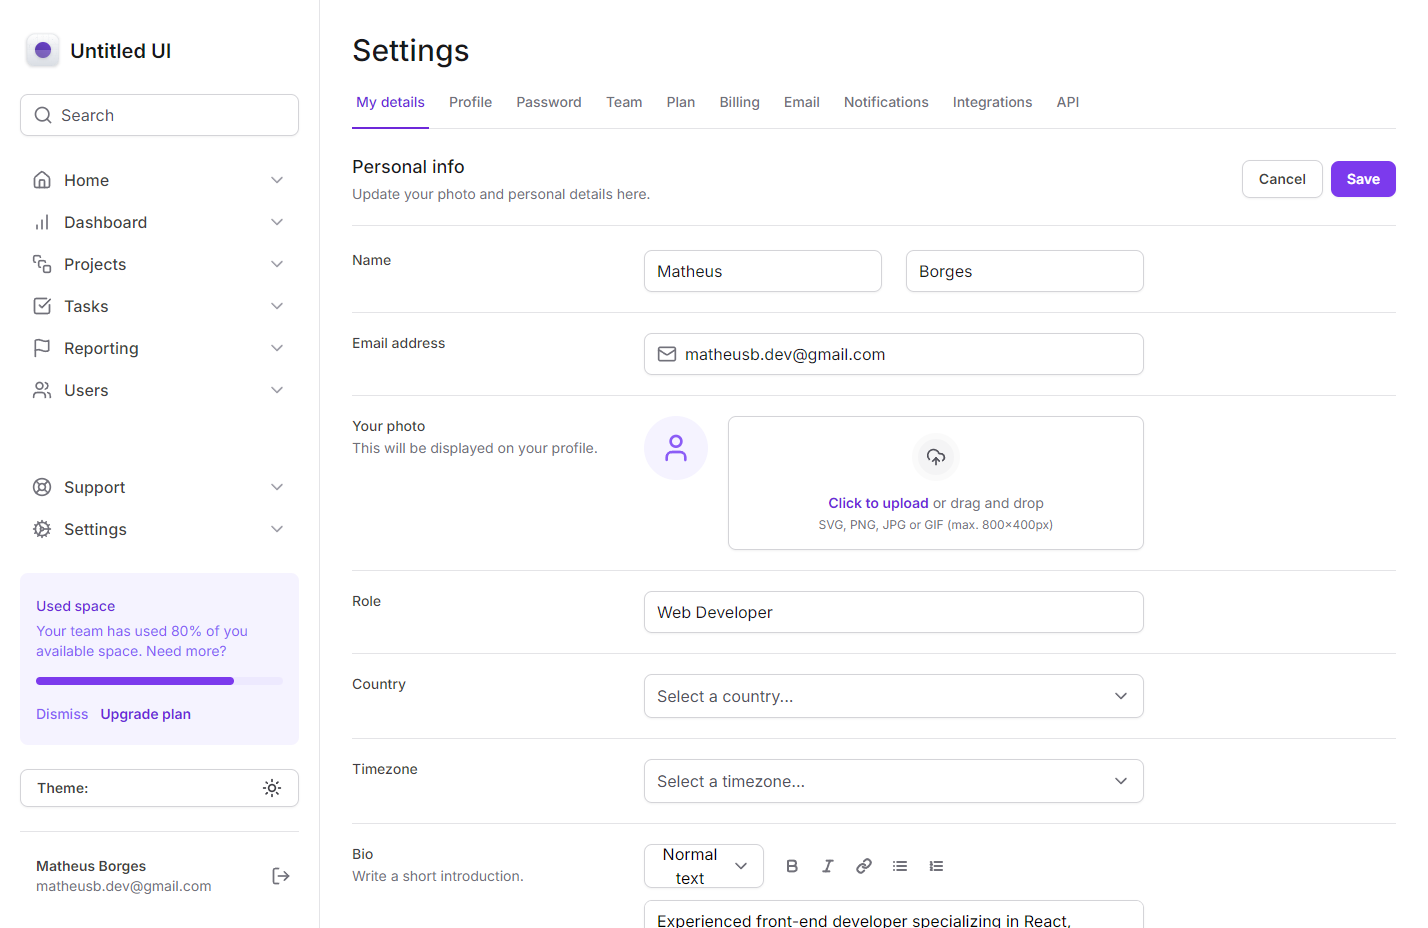 Untitled UI
Search
Home
Dashboard
Projects
Tasks
Reporting
Users
Support
Settings
Used space
Your team has used 80% of you
available space. Need more?
Dismiss Upgrade plan
Theme:
Matheus Borges
matheusb.dev@gmail.com
Settings
My details Profile Password Team Plan Billing Email Notifications Integrations API
Personal info
Update your photo and personal details here.
Cancel Save
Name
Matheus Borges
Email address
matheusb.dev@gmail.com
Your photo
This will be displayed on your profile.
Click to upload or drag and drop
SVG, PNG, JPG or GIF (max. 800×400px)
Role
Web Developer
Country
Select a country...
Timezone
Select a timezone...
Bio
Write a short introduction.
Normal
text
Experienced front-end developer specializing in React,